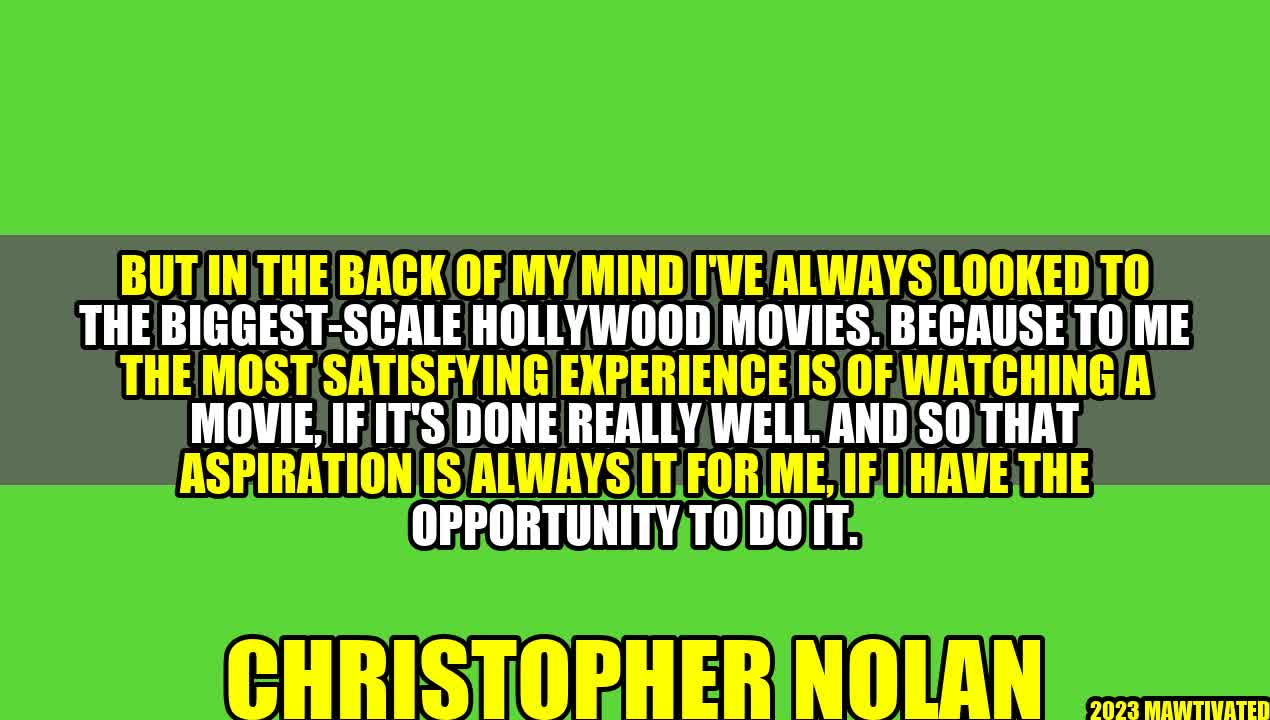 BUT IN THE BACK OF MY MIND I'VE ALWAYS LOOKED TO
THE BIGGEST-SCALE HOLLYWOOD MOVIES. BECAUSE TO ME
THE MOST SATISFYING EXPERIENCE IS OF WATCHING A
MOVIE, IF IT'S DONE REALLY WELL. AND SO THAT
ASPIRATION IS ALWAYS IT FOR ME, IF I HAVE THE
OPPORTUNITY TO DO IT.
CHRISTOPHER NOLAN
2023 MAWTIVATED